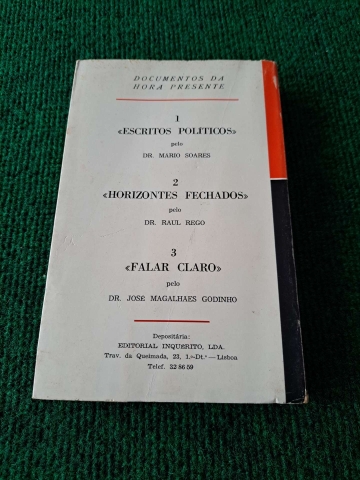 DOCUMENTOS DA
HORA PRESENTE
1
«ESCRITOS POLÍTICOS»
pelo
DR. MARIO SOARES
2
«HORIZONTES FECHADOS»
pelo
DR. RAUL REGO
3
«FALAR CLARO»
pelo
DR. JOSÉ MAGALHAES GODINHO
Depositária:
EDITORIAL INQUÉRITO, LDA.
Trav. da Queimada, 23, 1.º-Dt.º — Lisboa
Telef. 32 86 59